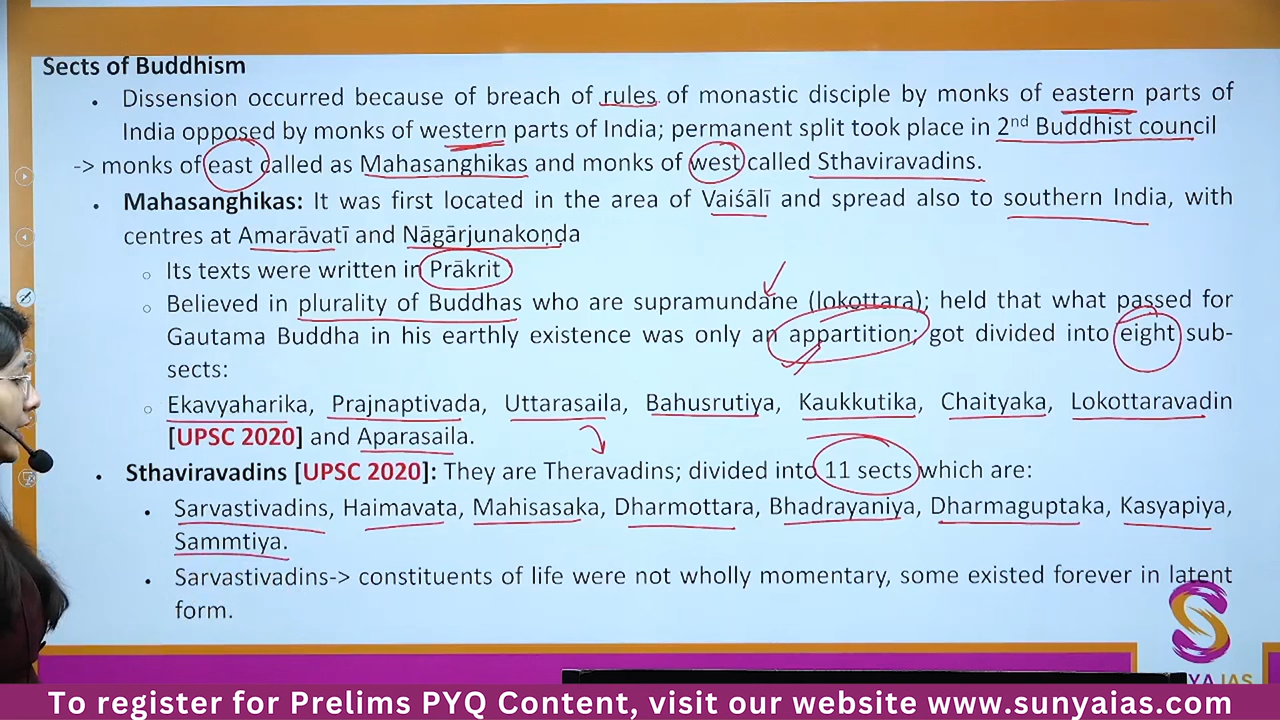 Sects of Buddhism
• Dissension occurred because of breach of rules of monastic disciple by monks of eastern parts of
India opposed by monks of western parts of India; permanent split took place in 2nd Buddhist council
-> monks of east called as Mahasanghikas and monks of west called Sthaviravadins.
• Mahasanghikas: It was first located in the area of Vaiśālī and spread also to southern India, with
centres at Amarāvatī and Nāgārjunakoṇḍa
○ Its texts were written in Prākrit
○ Believed in plurality of Buddhas who are supramundane (lokottara); held that what passed for
Gautama Buddha in his earthly existence was only an appartition; got divided into eight sub-
sects:
○ Ekavyaharika, Prajnaptivada, Uttarasaila, Bahusrutiya, Kaukkutika, Chaityaka, Lokottaravadin
[UPSC 2020] and Aparasaila.
• Sthaviravadins [UPSC 2020]: They are Theravadins; divided into 11 sects which are:
• Sarvastivadins, Haimavata, Mahisasaka, Dharmottara, Bhadrayaniya, Dharmaguptaka, Kasyapiya,
Sammtiya.
• Sarvastivadins-> constituents of life were not wholly momentary, some existed forever in latent
form.
YA IAS
To register for Prelims PYQ Content, visit our website www.sunyaias.com